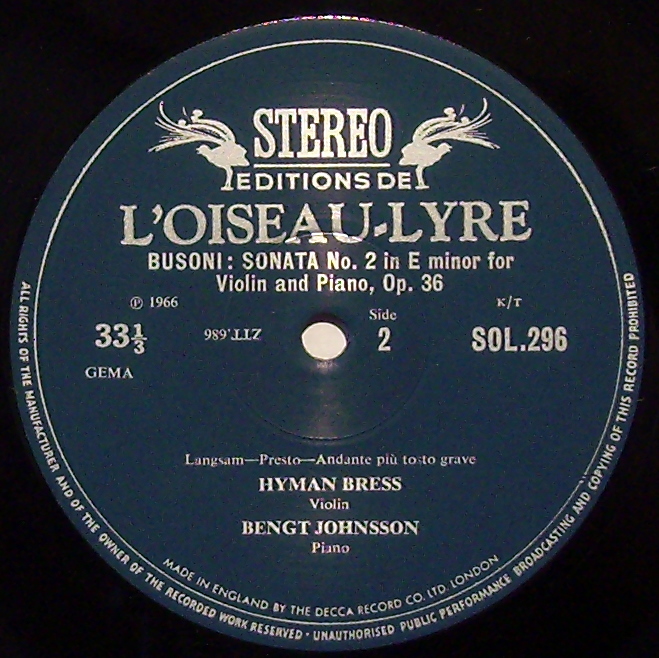 STEREO
EDITIONS DE
L'OISEAU-LYRE
BUSONI: SONATA No. 2 in E minor for
Violin and Piano, Op. 36
℗ 1966
K/T
33⅓
ZTT.986
Side
2
SOL.296
GEMA
Langsam—Presto—Andante più tosto grave
HYMAN BRESS
Violin
BENGT JOHNSSON
Piano
MADE IN ENGLAND BY THE DECCA RECORD CO. LTD. LONDON
ALL RIGHTS OF THE MANUFACTURER AND OF THE OWNER OF THE RECORDED WORK RESERVED · UNAUTHORISED PUBLIC PERFORMANCE BROADCASTING AND COPYING OF THIS RECORD PROHIBITED